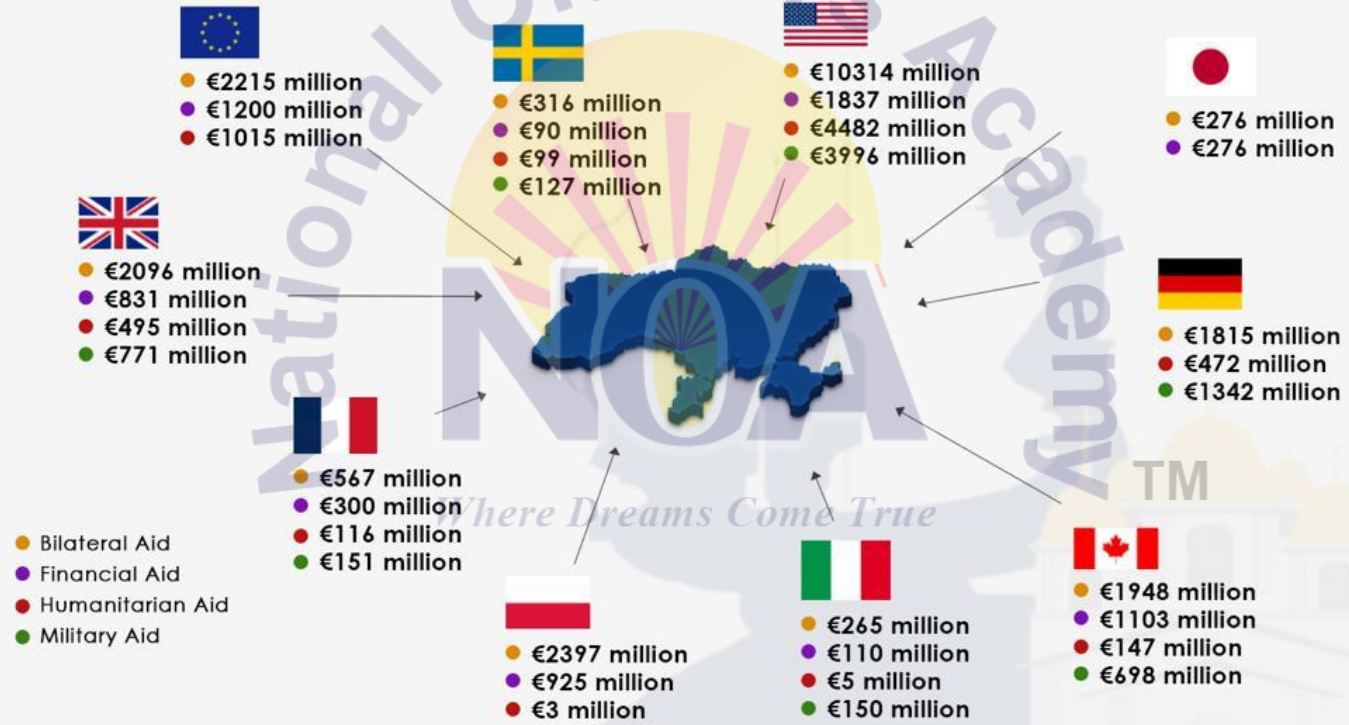 €2215 million
€1200 million
€1015 million
€316 million
€90 million
€99 million
€127 million
€10314 million
€1837 million
€4482 million
€3996 million
€276 million
€276 million
€2096 million
€831 million
€495 million
€771 million
€1815 million
€472 million
€1342 million
€567 million
€300 million
€116 million
€151 million
Bilateral Aid
Financial Aid
Humanitarian Aid
Military Aid
€2397 million
€925 million
€3 million
€265 million
€110 million
€5 million
€150 million
€1948 million
€1103 million
€147 million
€698 million
National
Academy
NOA
TM
Where Dreams Come True